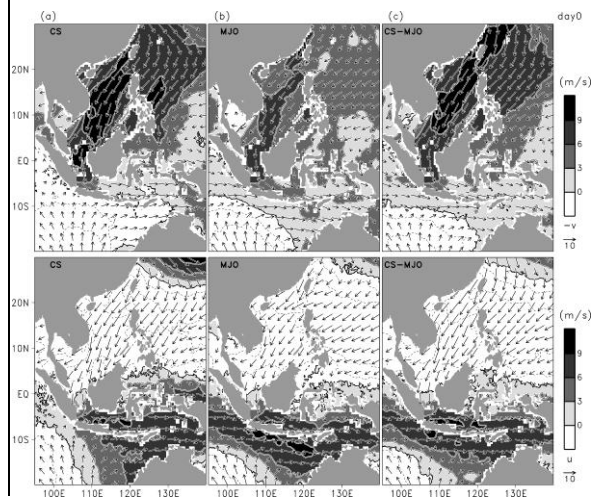 (a) (b) (c) day0
CS MJO CS-MJO
20N
10N
EQ
10S
(m/s)
9
6
3
0
-v
10
CS MJO CS-MJO
20N
10N
EQ
10S
100E 110E 120E 130E 100E 110E 120E 130E 100E 110E 120E 130E
(m/s)
9
6
3
0
u
10